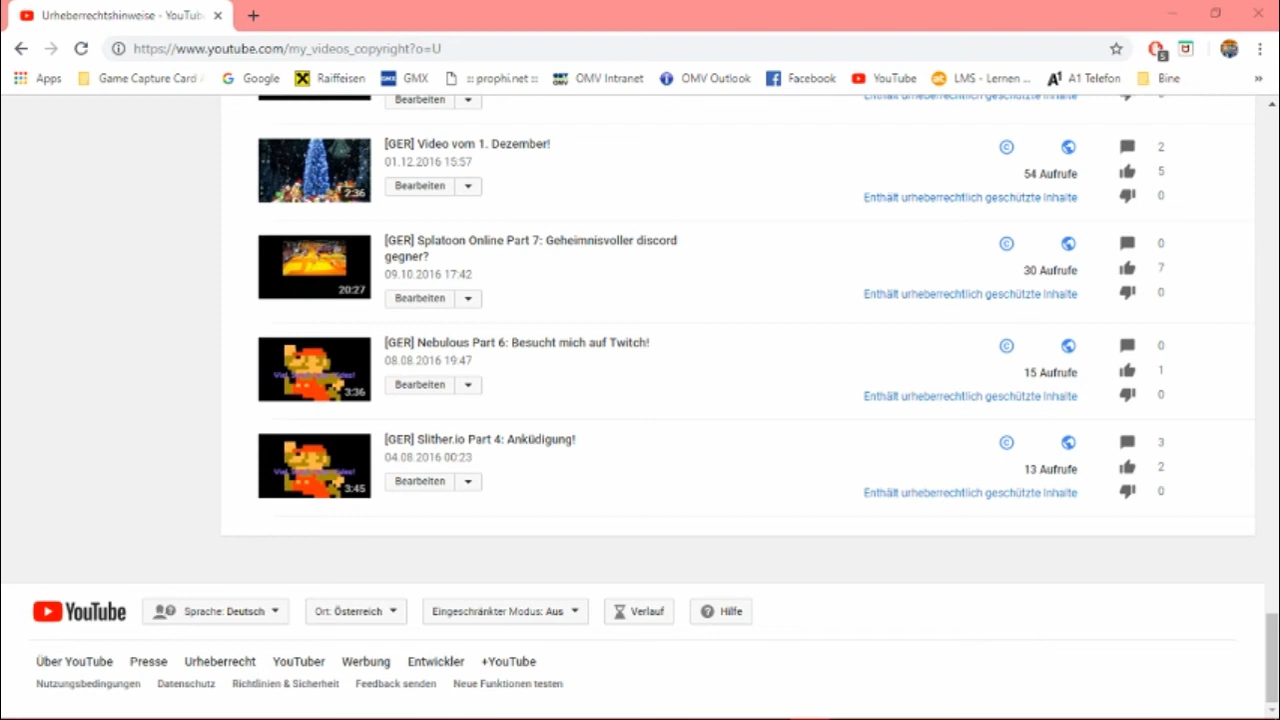 Urheberrechtshinweise - YouTub
https://www.youtube.com/my_videos_copyright?o=U
Apps Game Capture Card Google Raiffeisen GMX :: prophi.net :: OMV Intranet OMV Outlook Facebook YouTube LMS - Lernen ... A1 Telefon Bine »
Bearbeiten
Enthält urheberrechtlich geschützte Inhalte
[GER] Video vom 1. Dezember!
01.12.2016 15:57
Bearbeiten
2:36
2
54 Aufrufe
5
Enthält urheberrechtlich geschützte Inhalte
0
[GER] Splatoon Online Part 7: Geheimnisvoller discord
gegner?
09.10.2016 17:42
Bearbeiten
20:27
0
30 Aufrufe
7
Enthält urheberrechtlich geschützte Inhalte
0
[GER] Nebulous Part 6: Besucht mich auf Twitch!
08.08.2016 19:47
Bearbeiten
3:36
0
15 Aufrufe
1
Enthält urheberrechtlich geschützte Inhalte
0
[GER] Slither.io Part 4: Anküdigung!
04.08.2016 00:23
Bearbeiten
3:45
3
13 Aufrufe
2
Enthält urheberrechtlich geschützte Inhalte
0
YouTube Sprache: Deutsch Ort: Österreich Eingeschränkter Modus: Aus Verlauf Hilfe
Über YouTube Presse Urheberrecht YouTuber Werbung Entwickler +YouTube
Nutzungsbedingungen Datenschutz Richtlinien & Sicherheit Feedback senden Neue Funktionen testen